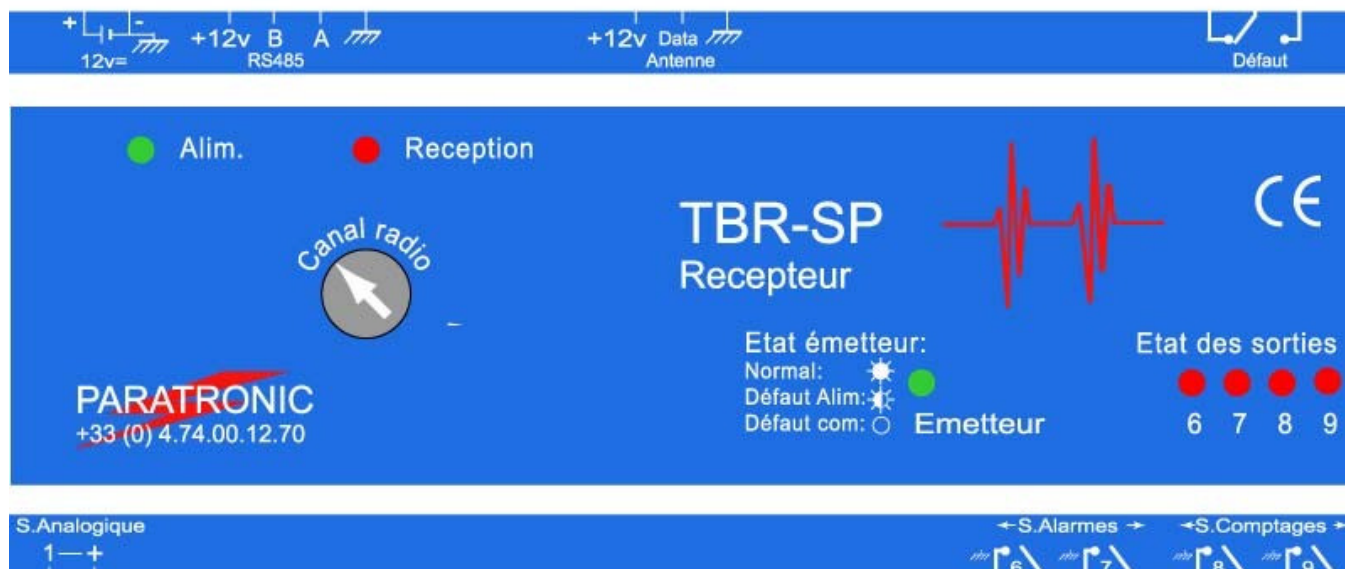 + -
+12v B A
+12v Data
12v=
RS485
Antenne
Défaut
Alim.
Reception
Canal radio
TBR-SP
Recepteur
CE
PARATRONIC
+33 (0) 4.74.00.12.70
Etat émetteur:
Normal:
Défaut Alim:
Défaut com:
Emetteur
Etat des sorties
6 7 8 9
S.Analogique
1 — +
S.Alarmes
S.Comptages
6 7 8 9